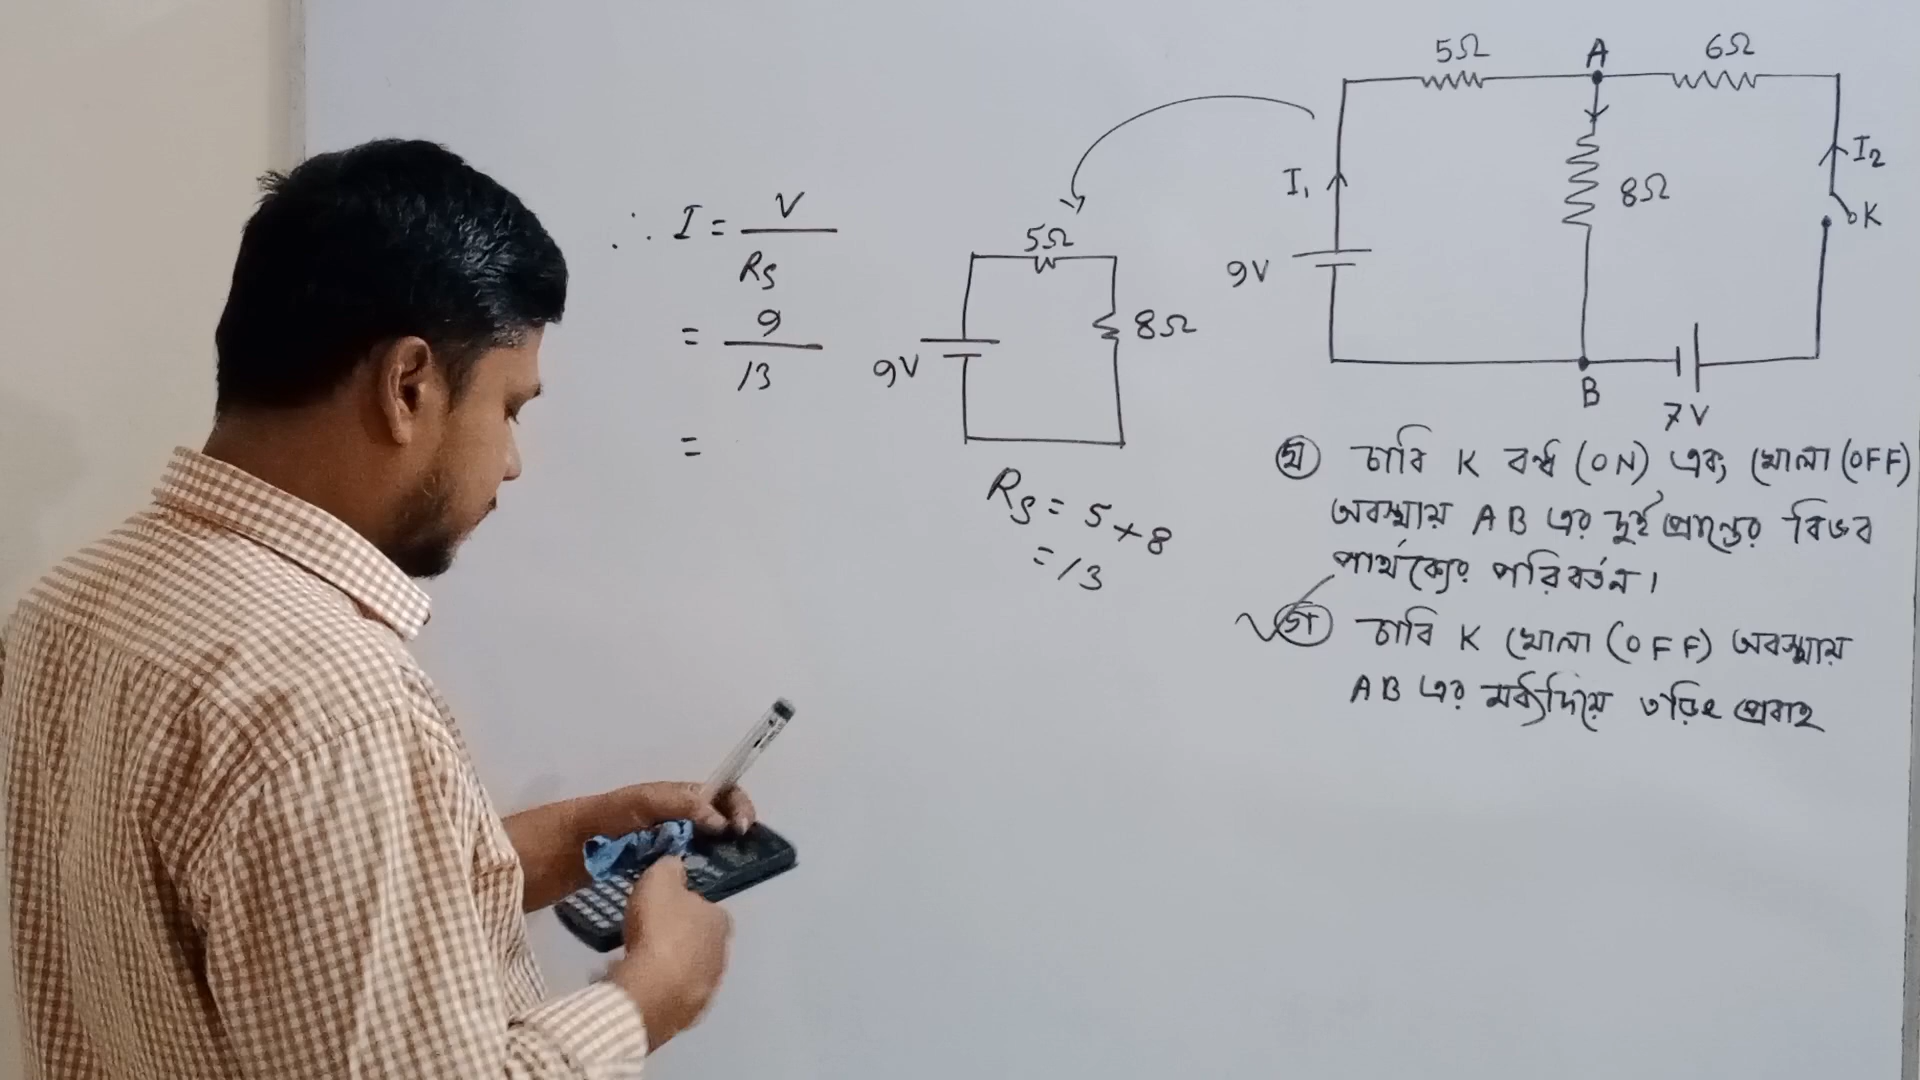 ∴ I = V / Rs
= 9 / 13
=
5Ω
8Ω
9V
Rs = 5+8
= 13
5Ω A 6Ω
I₁ 8Ω I₂
K
9V
B
7V
ঘ চাবি K বন্ধ (ON) এবং খোলা (OFF)
অবস্থায় AB এর দুই প্রান্তের বিভব
পার্থক্যের পরিবর্তন।
গ চাবি K খোলা (OFF) অবস্থায়
AB এর মধ্যদিয়ে তড়িৎ প্রবাহ